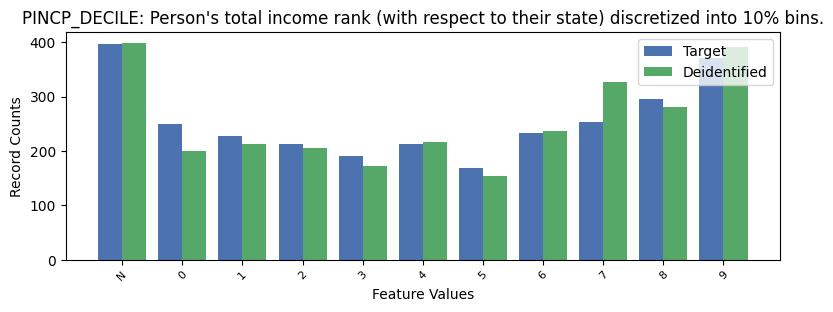 PINCP_DECILE: Person's total income rank (with respect to their state) discretized into 10% bins.
Target
Deidentified
400
300
200
100
0
Record Counts
N 0 1 2 3 4 5 6 7 8 9
Feature Values